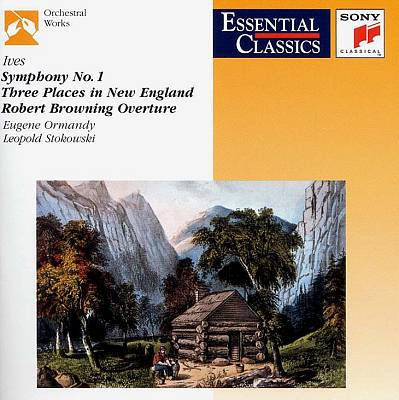 Orchestral
Works
Ives
Symphony No. 1
Three Places in New England
Robert Browning Overture
Eugene Ormandy
Leopold Stokowski
ESSENTIAL
CLASSICS
SONY
CLASSICAL